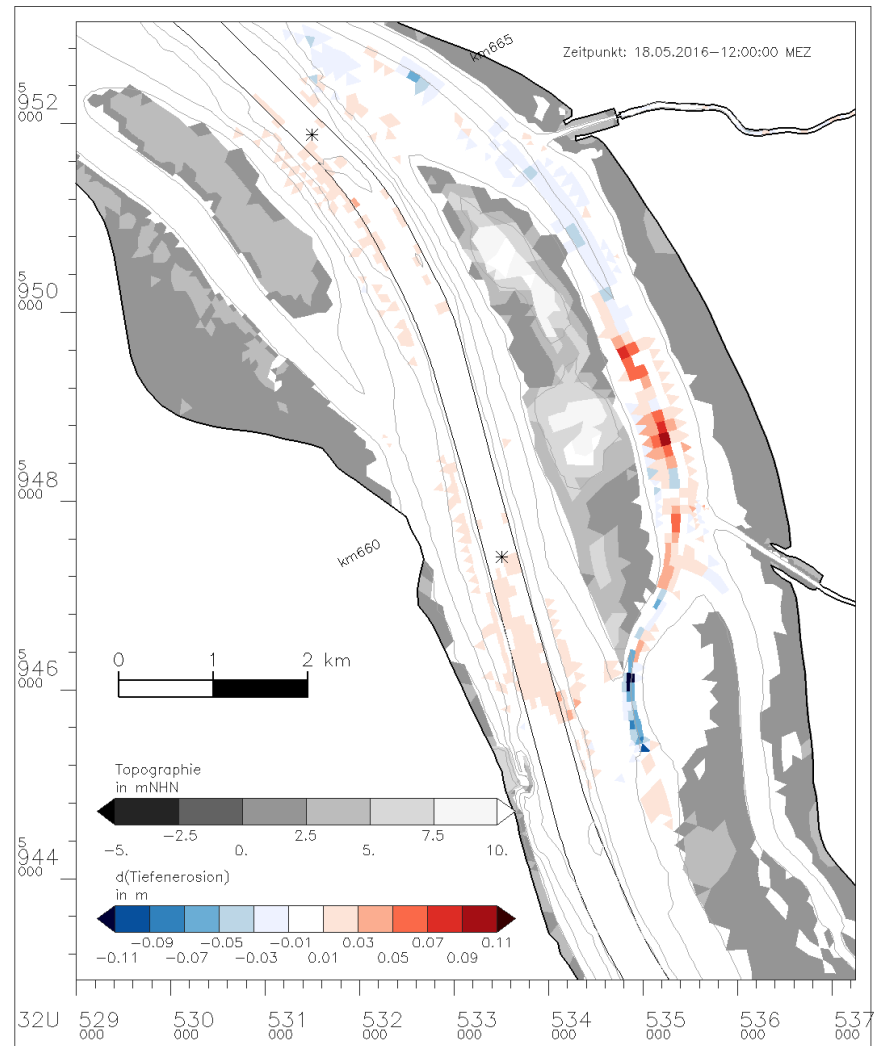 km665
Zeitpunkt: 18.05.2016-12:00:00 MEZ
5
952
000
5
950
000
5
948
000
km660
5
946
000
0 1 2 km
Topographie
in mNHN
-2.5 2.5 7.5
-5. 0. 5. 10.
5
944
000
d(Tiefenerosion)
in m
-0.09 -0.05 -0.01 0.03 0.07 0.11
-0.11 -0.07 -0.03 0.01 0.05 0.09
32U 529 530 531 532 533 534 535 536 537
000 000 000 000 000 000 000 000 000